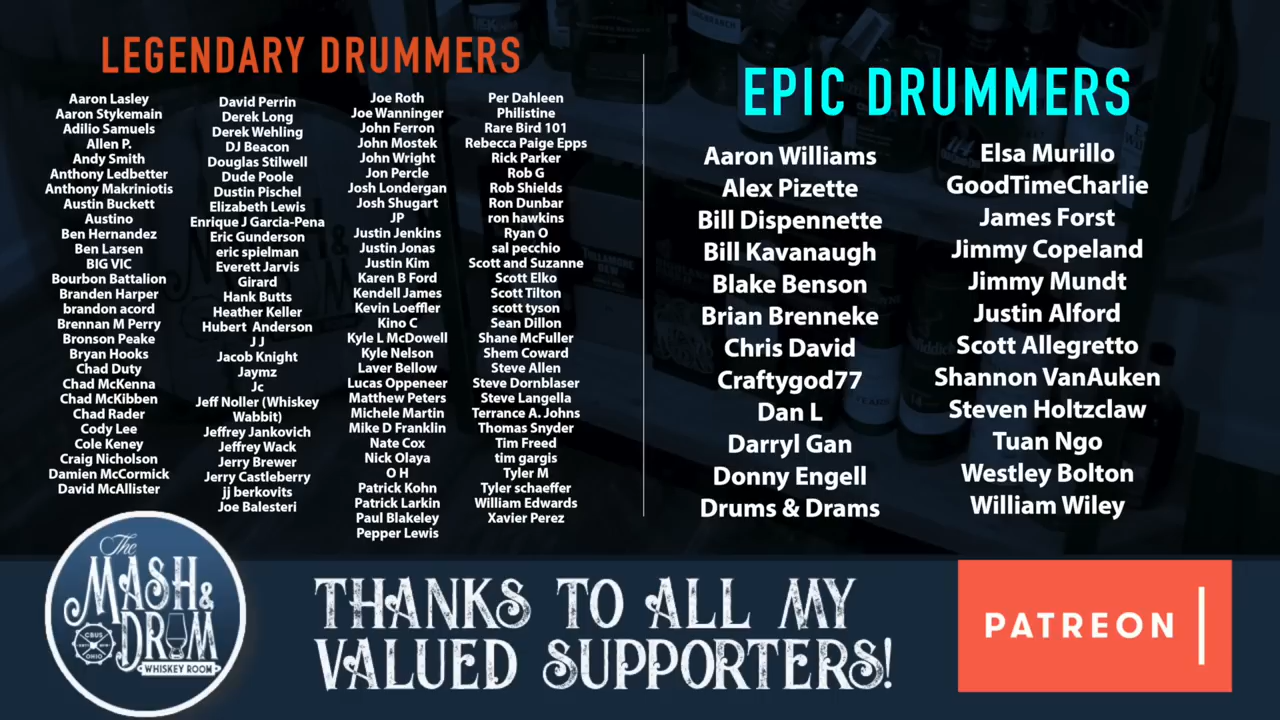 LEGENDARY DRUMMERS
Aaron Lasley
Aaron Stykemain
Adilio Samuels
Allen P.
Andy Smith
Anthony Ledbetter
Anthony Makriniotis
Austin Buckett
Austino
Ben Hernandez
Ben Larsen
BIG VIC
Bourbon Battalion
Branden Harper
brandon acord
Brennan M Perry
Bronson Peake
Bryan Hooks
Chad Duty
Chad McKenna
Chad McKibben
Chad Rader
Cody Lee
Cole Keney
Craig Nicholson
Damien McCormick
David McAllister
David Perrin
Derek Long
Derek Wehling
DJ Beacon
Douglas Stilwell
Dude Poole
Dustin Pischel
Elizabeth Lewis
Enrique J Garcia-Pena
Eric Gunderson
eric spielman
Everett Jarvis
Girard
Hank Butts
Heather Keller
Hubert Anderson
J J
Jacob Knight
Jaymz
Jc
Jeff Noller (Whiskey
Wabbit)
Jeffrey Jankovich
Jeffrey Wack
Jerry Brewer
Jerry Castleberry
jj berkovits
Joe Balesteri
Joe Roth
Joe Wanninger
John Ferron
John Mostek
John Wright
Jon Percle
Josh Londergan
Josh Shugart
JP
Justin Jenkins
Justin Jonas
Justin Kim
Karen B Ford
Kendell James
Kevin Loeffler
Kino C
Kyle L McDowell
Kyle Nelson
Laver Bellow
Lucas Oppeneer
Matthew Peters
Michele Martin
Mike D Franklin
Nate Cox
Nick Olaya
O H
Patrick Kohn
Patrick Larkin
Paul Blakeley
Pepper Lewis
Per Dahleen
Philistine
Rare Bird 101
Rebecca Paige Epps
Rick Parker
Rob G
Rob Shields
Ron Dunbar
ron hawkins
Ryan O
sal pecchio
Scott and Suzanne
Scott Elko
Scott Tilton
scott tyson
Sean Dillon
Shane McFuller
Shem Coward
Steve Allen
Steve Dornblaser
Steve Langella
Terrance A. Johns
Thomas Snyder
Tim Freed
tim gargis
Tyler M
Tyler schaeffer
William Edwards
Xavier Perez
EPIC DRUMMERS
Aaron Williams
Alex Pizette
Bill Dispennette
Bill Kavanaugh
Blake Benson
Brian Brenneke
Chris David
Craftygod77
Dan L
Darryl Gan
Donny Engell
Drums & Drams
Elsa Murillo
GoodTimeCharlie
James Forst
Jimmy Copeland
Jimmy Mundt
Justin Alford
Scott Allegretto
Shannon VanAuken
Steven Holtzclaw
Tuan Ngo
Westley Bolton
William Wiley
The
MASH &
DRUM
CBUS
OHIO
WHISKEY ROOM
THANKS TO ALL MY
VALUED SUPPORTERS!
PATREON